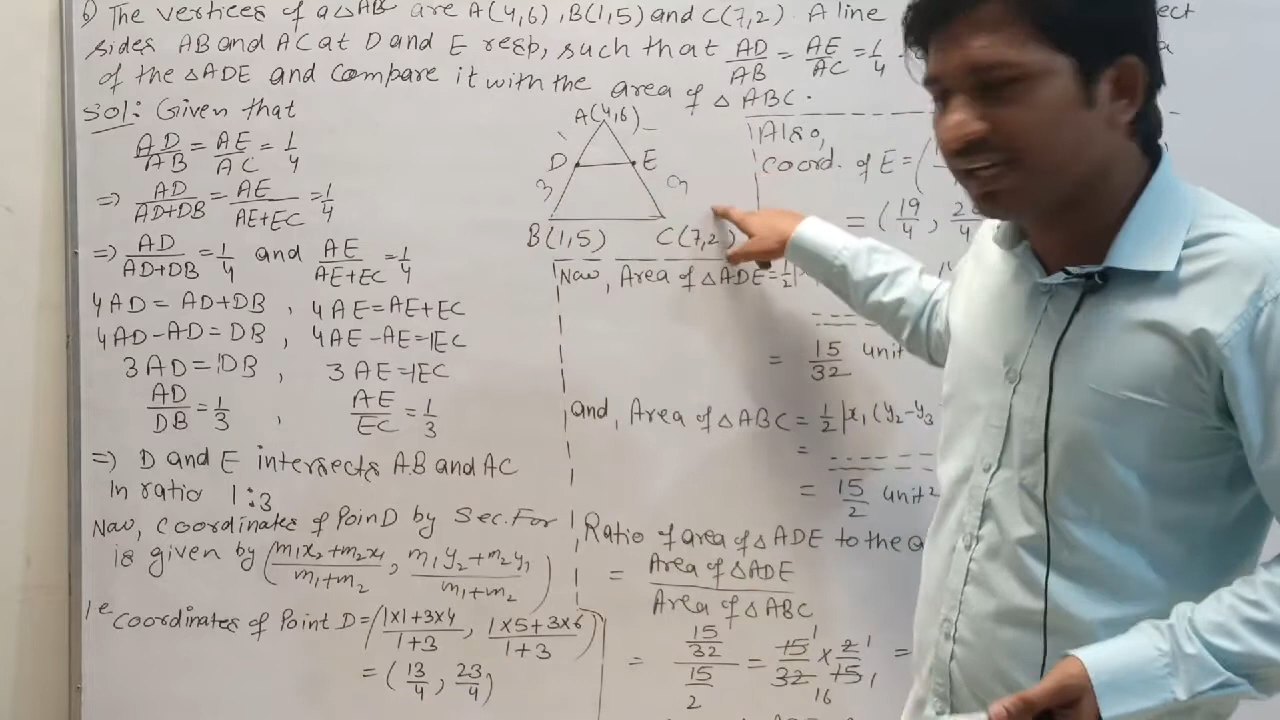 6) The vertices of a △ABC are A(4,6), B(1,5) and C(7,2). A line
sides AB and AC at D and E resp, such that AD/AB = AE/AC = 1/4
of the △ADE and Compare it with the area of △ABC.
Sol: Given that
AD/AB = AE/AC = 1/4
⇒ AD/AD+DB = AE/AE+EC = 1/4
⇒ AD/AD+DB = 1/4 and AE/AE+EC = 1/4
4AD = AD+DB , 4AE = AE+EC
4AD-AD = DB , 4AE-AE = 1EC
3AD = 1DB , 3AE = 1EC
AD/DB = 1/3 , AE/EC = 1/3
⇒ D and E intersects AB and AC
In ratio 1:3
Now, Coordinates of PoinD by Sec. For
is given by (m₁x₂+m₂x₁/m₁+m₂, m₁y₂+m₂y₁/m₁+m₂)
ie Coordinates of Point D = (1×1+3×4/1+3, 1×5+3×6/1+3)
= (13/4, 23/4)
A(4,6)
D E
3 3
B(1,5) C(7,2)
Also,
Coord. of E = (
= (19/4,
Now, Area of △ADE = 1/2|
= 15/32 unit
and, Area of △ABC = 1/2|x₁(y₂-y₃
=
= 15/2 unit²
Ratio of area of △ADE to the a
= Area of △ADE/Area of △ABC
= 15/32/15/2 = 15/32 × 2/15 =
1 1
16 1